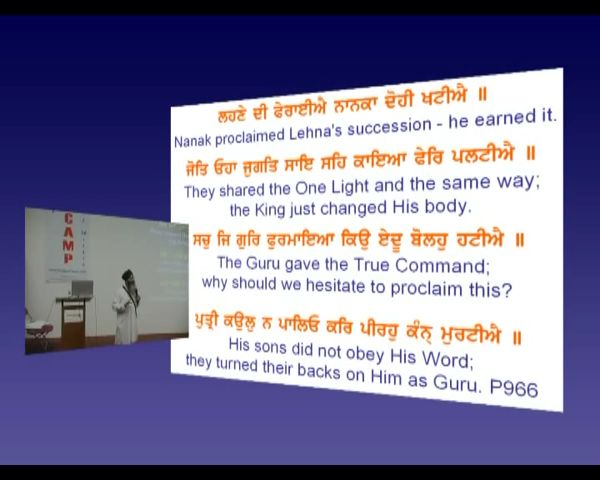 ਲਹਣੇ ਦੀ ਫੇਰਾਈਐ ਨਾਨਕਾ ਦੋਹੀ ਖਟੀਐ ॥
Nanak proclaimed Lehna's succession - he earned it.
ਜੋਤਿ ਓਹਾ ਜੁਗਤਿ ਸਾਇ ਸਹਿ ਕਾਇਆ ਫੇਰਿ ਪਲਟੀਐ ॥
They shared the One Light and the same way;
the King just changed His body.
ਸਚੁ ਜਿ ਗੁਰਿ ਫੁਰਮਾਇਆ ਕਿਉ ਏਦੂ ਬੋਲਹੁ ਹਟੀਐ ॥
The Guru gave the True Command;
why should we hesitate to proclaim this?
ਪੁਤ੍ਰੀ ਕਉਲੁ ਨ ਪਾਲਿਓ ਕਰਿ ਪੀਰਹੁ ਕੰਨ੍ ਮੁਰਟੀਐ ॥
His sons did not obey His Word;
they turned their backs on Him as Guru. P966
CAMP